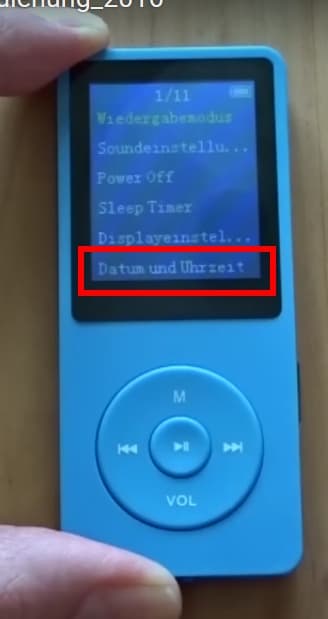 1/11
Wiedergabemodus
Soundeinstellu...
Power Off
Sleep Timer
Displayeinstel...
Datum und Uhrzeit
M
VOL